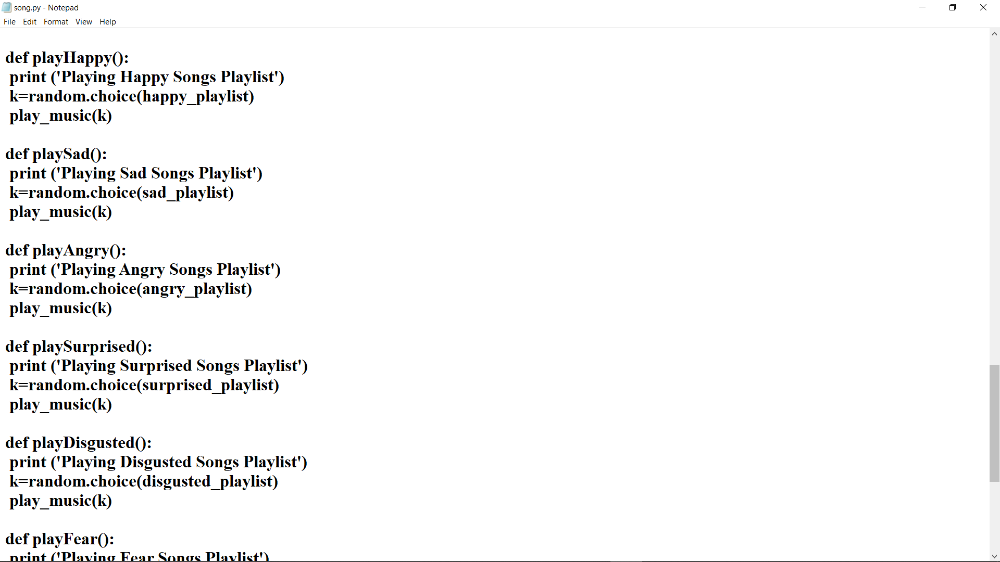 song.py - Notepad
File Edit Format View Help
def playHappy():
 print ('Playing Happy Songs Playlist')
 k=random.choice(happy_playlist)
 play_music(k)

def playSad():
 print ('Playing Sad Songs Playlist')
 k=random.choice(sad_playlist)
 play_music(k)

def playAngry():
 print ('Playing Angry Songs Playlist')
 k=random.choice(angry_playlist)
 play_music(k)

def playSurprised():
 print ('Playing Surprised Songs Playlist')
 k=random.choice(surprised_playlist)
 play_music(k)

def playDisgusted():
 print ('Playing Disgusted Songs Playlist')
 k=random.choice(disgusted_playlist)
 play_music(k)

def playFear():
 print ('Playing Fear Songs Playlist')